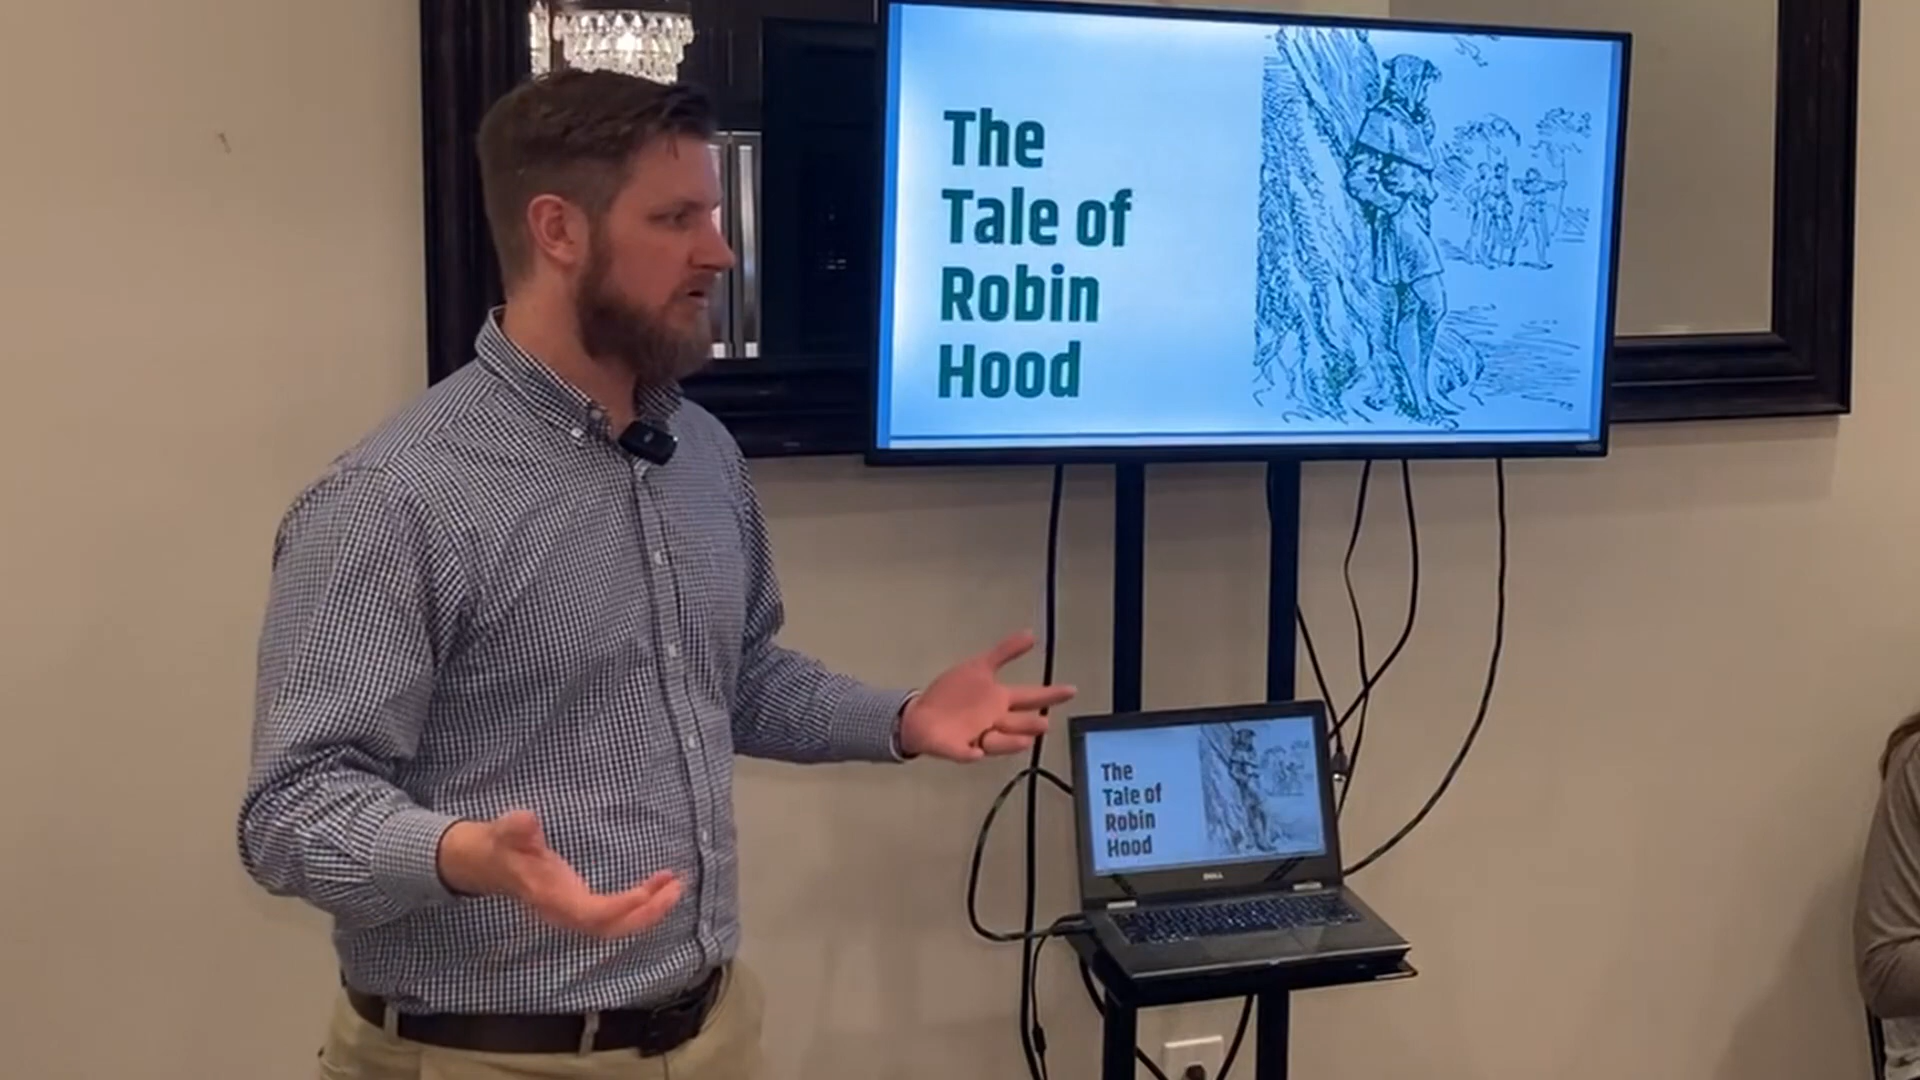 The
Tale of
Robin
Hood
The
Tale of
Robin
Hood
DELL